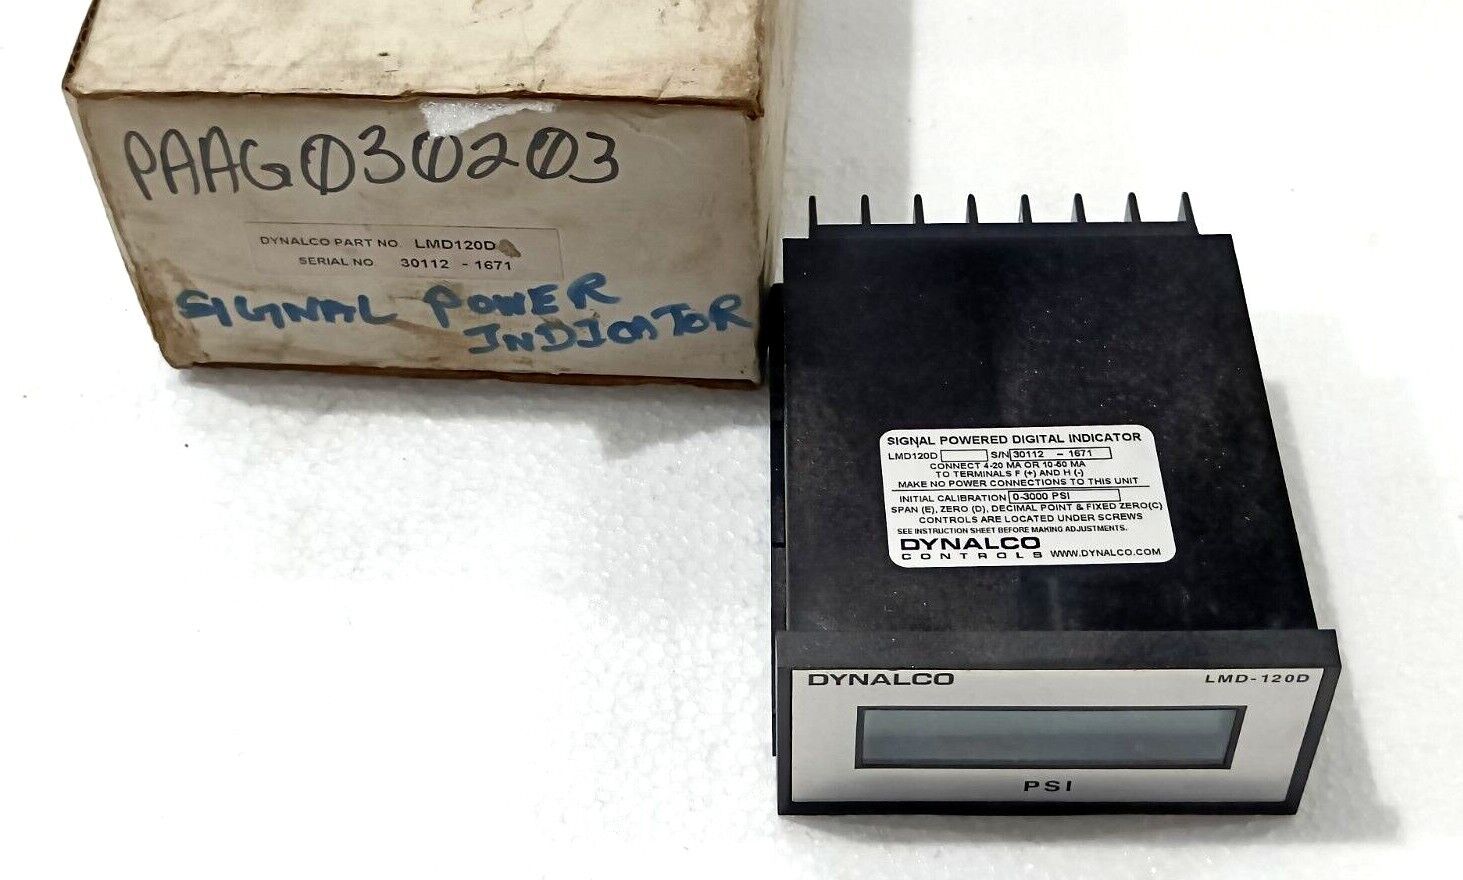 PAAG030203
DYNALCO PART NO. LMD120D
SERIAL NO. 30112 - 1671
SIGNAL POWER
INDICATOR
SIGNAL POWERED DIGITAL INDICATOR
LMD120D S/N 30112 - 1671
CONNECT 4-20 MA OR 10-50 MA
TO TERMINALS F (+) AND H (-)
MAKE NO POWER CONNECTIONS TO THIS UNIT
INITIAL CALIBRATION 0-3000 PSI
SPAN (E), ZERO (D), DECIMAL POINT & FIXED ZERO(C)
CONTROLS ARE LOCATED UNDER SCREWS
SEE INSTRUCTION SHEET BEFORE MAKING ADJUSTMENTS.
DYNALCO
CONTROLS WWW.DYNALCO.COM
DYNALCO LMD-120D
PSI